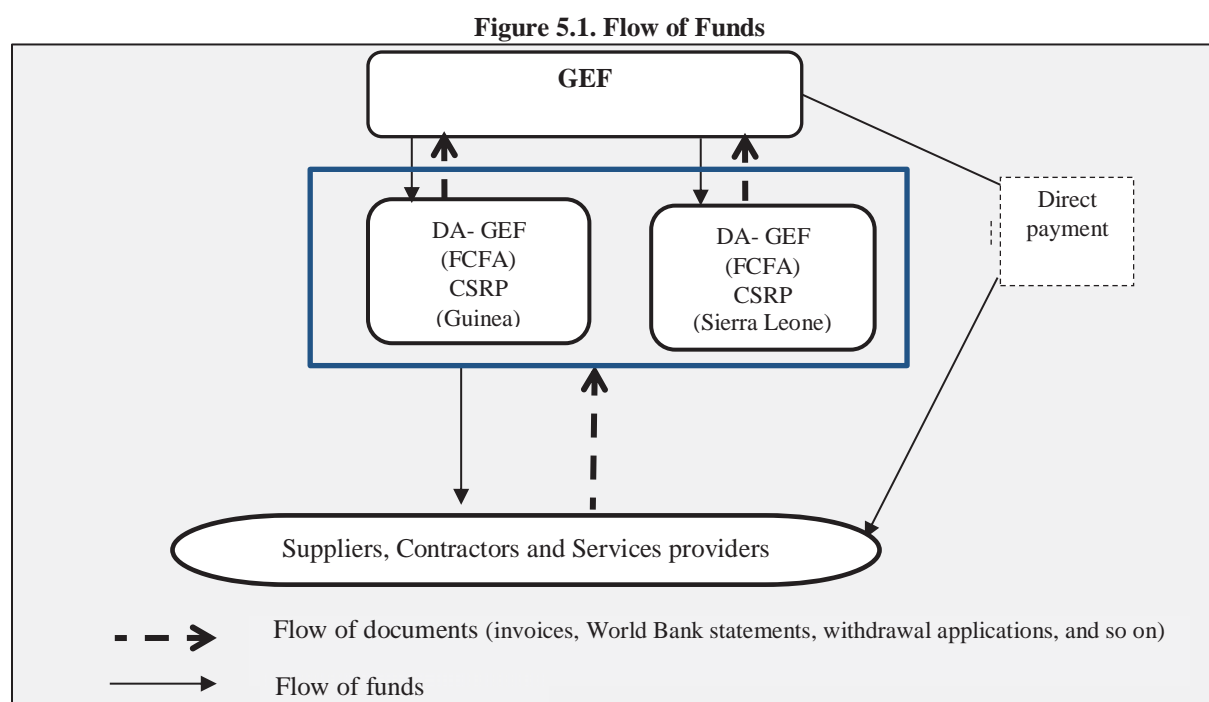 Figure 5.1. Flow of Funds
GEF
DA- GEF
(FCFA)
CSRP
(Guinea)
DA- GEF
(FCFA)
CSRP
(Sierra Leone)
Direct
payment
Suppliers, Contractors and Services providers
Flow of documents (invoices, World Bank statements, withdrawal applications, and so on)
Flow of funds